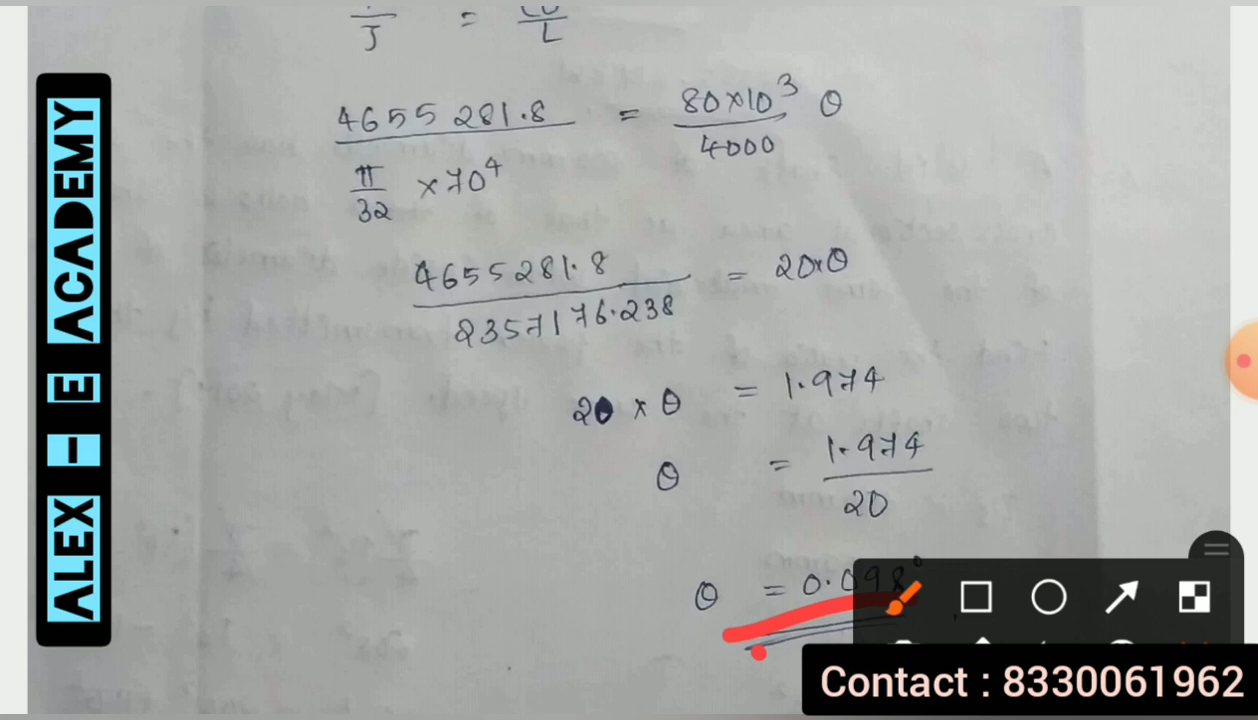 J = L
4655281.8 = 80×10³ θ
π/32 ×70⁴ 4000
4655281.8 = 20×θ
2357176.238
20 × θ = 1.974
θ = 1.974
20
θ = 0.098°
ALEX - E ACADEMY
Contact : 8330061962